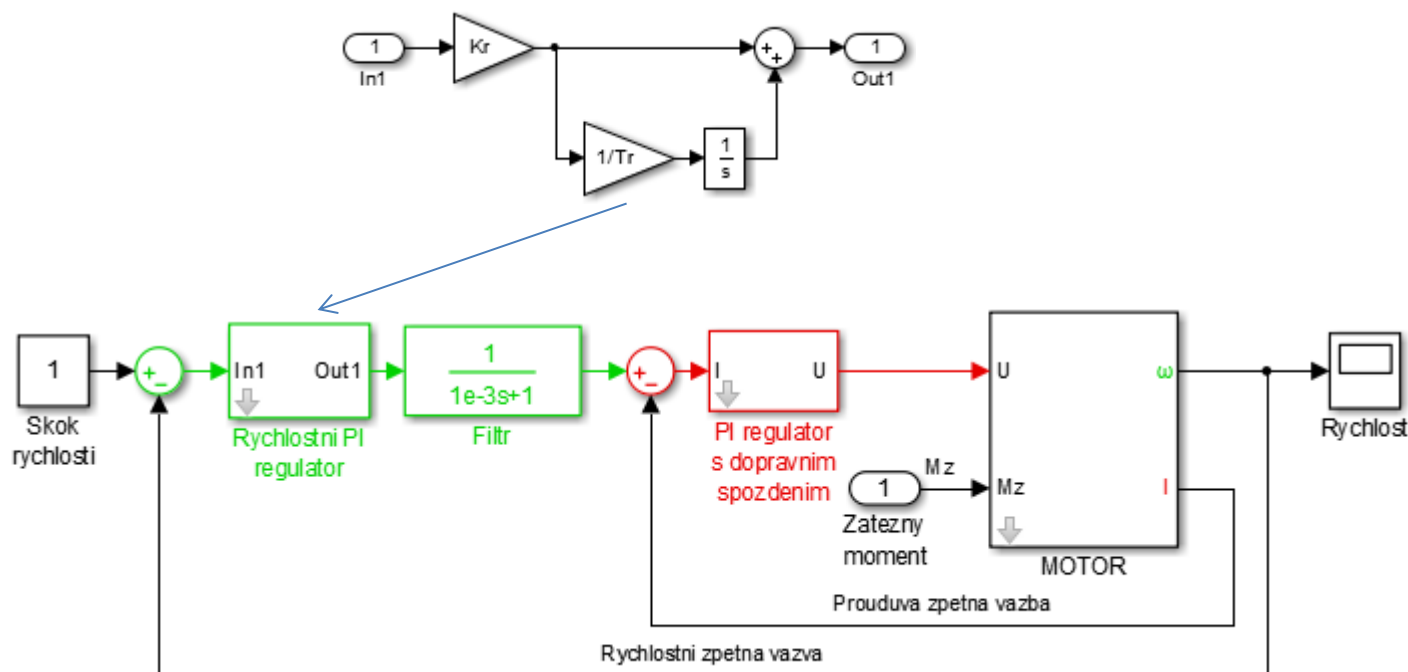 1
In1
Kr
+
+
1
Out1
1/Tr
1
s
1
Skok
rychlosti
+
-
In1
Out1
Rychlostni PI
regulator
1
1e-3s+1
Filtr
+
-
I
U
PI regulator
s dopravnim
spozdenim
1
Zatezny
moment
Mz
U
Mz
ω
I
MOTOR
Rychlost
Prouduva zpetna vazba
Rychlostni zpetna vazva